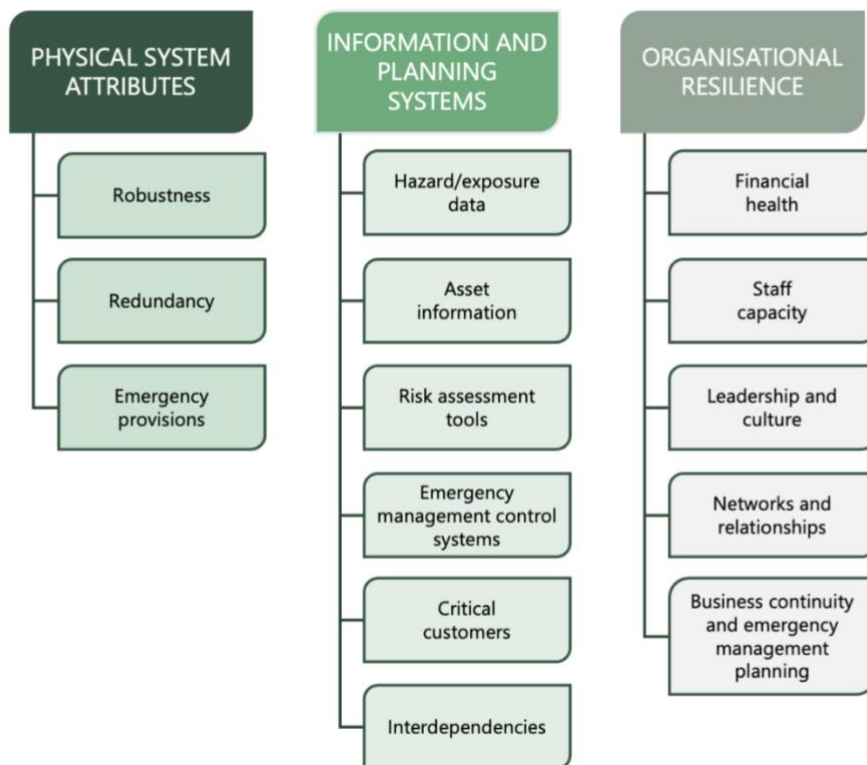 PHYSICAL SYSTEM
ATTRIBUTES
Robustness
Redundancy
Emergency
provisions
INFORMATION AND
PLANNING
SYSTEMS
Hazard/exposure
data
Asset
information
Risk assessment
tools
Emergency
management control
systems
Critical
customers
Interdependencies
ORGANISATIONAL
RESILIENCE
Financial
health
Staff
capacity
Leadership and
culture
Networks and
relationships
Business continuity
and emergency
management
planning